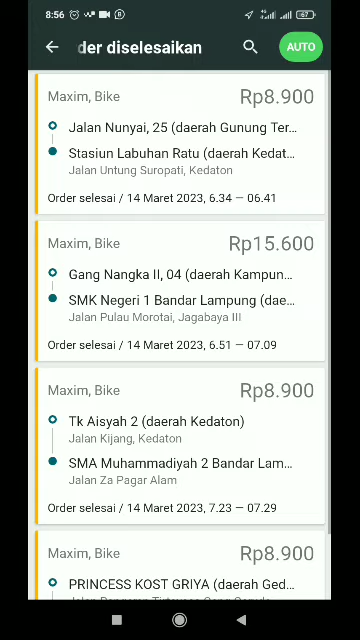 8:56 67
der diselesaikan AUTO
Maxim, Bike Rp8.900
Jalan Nunyai, 25 (daerah Gunung Ter...
Stasiun Labuhan Ratu (daerah Kedat...
Jalan Untung Suropati, Kedaton
Order selesai / 14 Maret 2023, 6.34 — 06.41
Maxim, Bike Rp15.600
Gang Nangka II, 04 (daerah Kampun...
SMK Negeri 1 Bandar Lampung (dae...
Jalan Pulau Morotai, Jagabaya III
Order selesai / 14 Maret 2023, 6.51 — 07.09
Maxim, Bike Rp8.900
Tk Aisyah 2 (daerah Kedaton)
Jalan Kijang, Kedaton
SMA Muhammadiyah 2 Bandar Lam...
Jalan Za Pagar Alam
Order selesai / 14 Maret 2023, 7.23 — 07.29
Maxim, Bike Rp8.900
PRINCESS KOST GRIYA (daerah Ged...